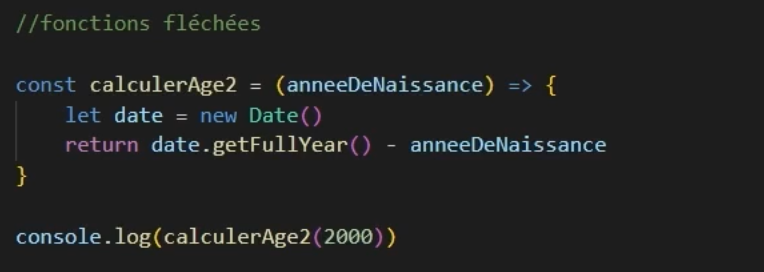 //fonctions fléchées
const calculerAge2 = (anneeDeNaissance) => {
let date = new Date()
return date.getFullYear() - anneeDeNaissance
}
console.log(calculerAge2(2000))